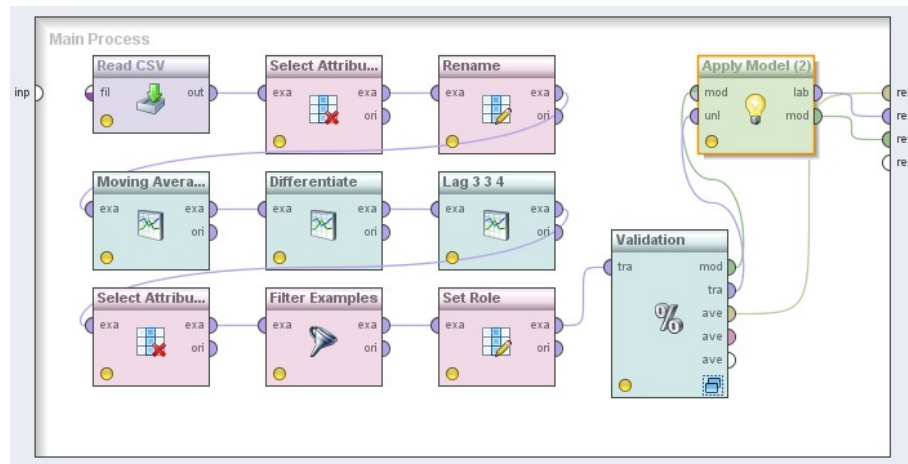 Main Process
Read CSV
Select Attribu...
Rename
Apply Model (2)
inp
fil
out
exa
exa
ori
exa
exa
ori
mod
lab
unl
mod
re
re
re
re
Moving Avera...
Differentiate
Lag 3 3 4
exa
exa
ori
exa
exa
ori
exa
exa
ori
Validation
tra
mod
tra
ave
ave
ave
%
Select Attribu...
Filter Examples
Set Role
exa
exa
ori
exa
exa
ori
exa
exa
ori